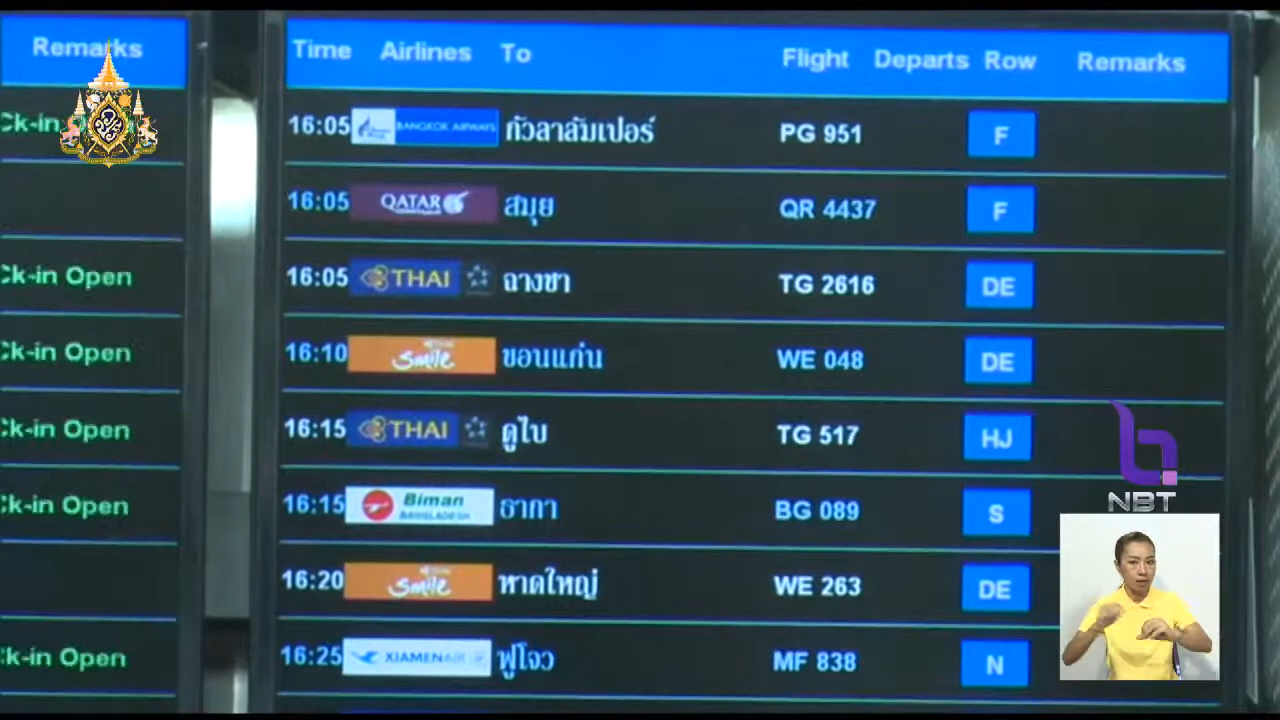 Remarks
Ck-in
Ck-in Open
Ck-in Open
Ck-in Open
Ck-in Open
Ck-in Open
Time Airlines To Flight Departs Row Remarks
16:05 BANGKOK AIRWAYS กัวลาลัมเปอร์ PG 951 F
16:05 QATAR สมุย QR 4437 F
16:05 THAI ฉางชา TG 2616 DE
16:10 Smile ขอนแก่น WE 048 DE
16:15 THAI ดูไบ TG 517 HJ
16:15 Biman BANGLADESH ธากา BG 089 S
16:20 Smile หาดใหญ่ WE 263 DE
16:25 XIAMENAIR ฟูโจว MF 838 N
NBT